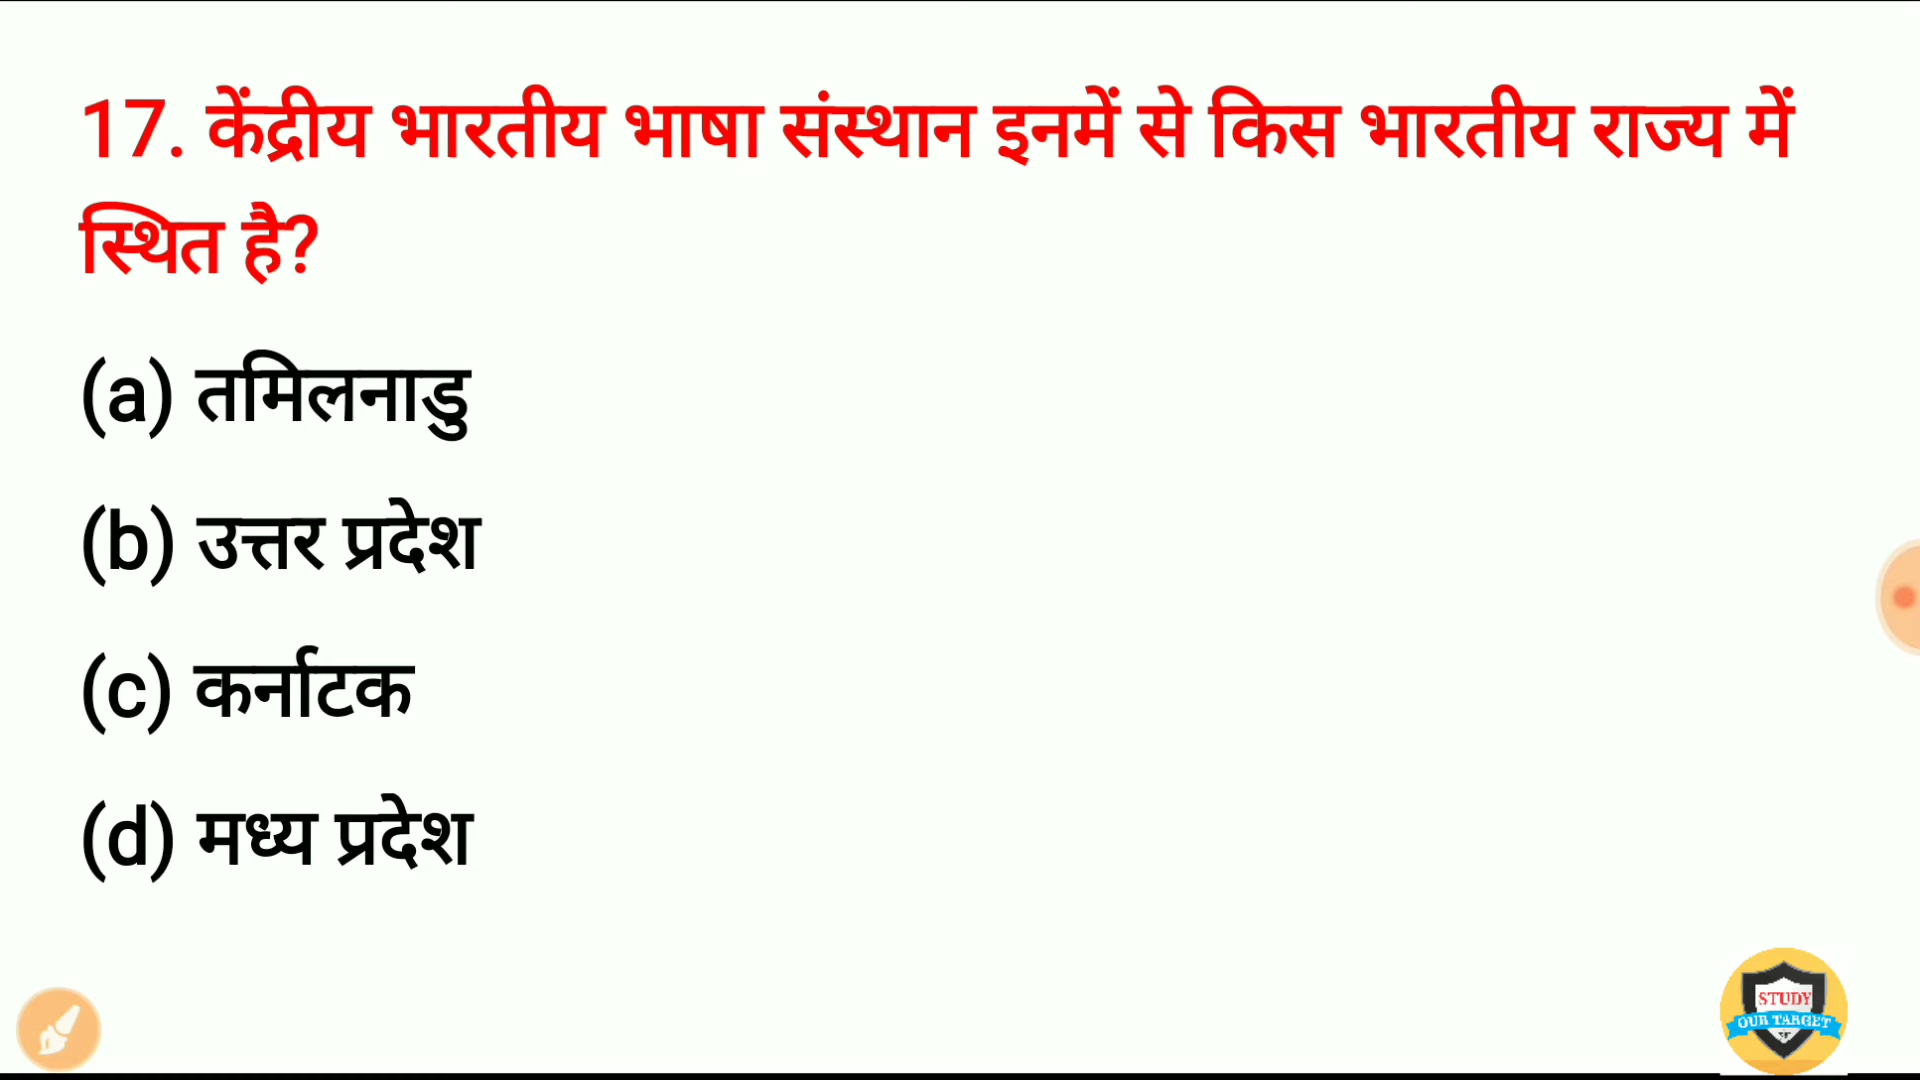 17. केंद्रीय भारतीय भाषा संस्थान इनमें से किस भारतीय राज्य में
स्थित है?
(a) तमिलनाडु
(b) उत्तर प्रदेश
(c) कर्नाटक
(d) मध्य प्रदेश
STUDY
OUR TARGET